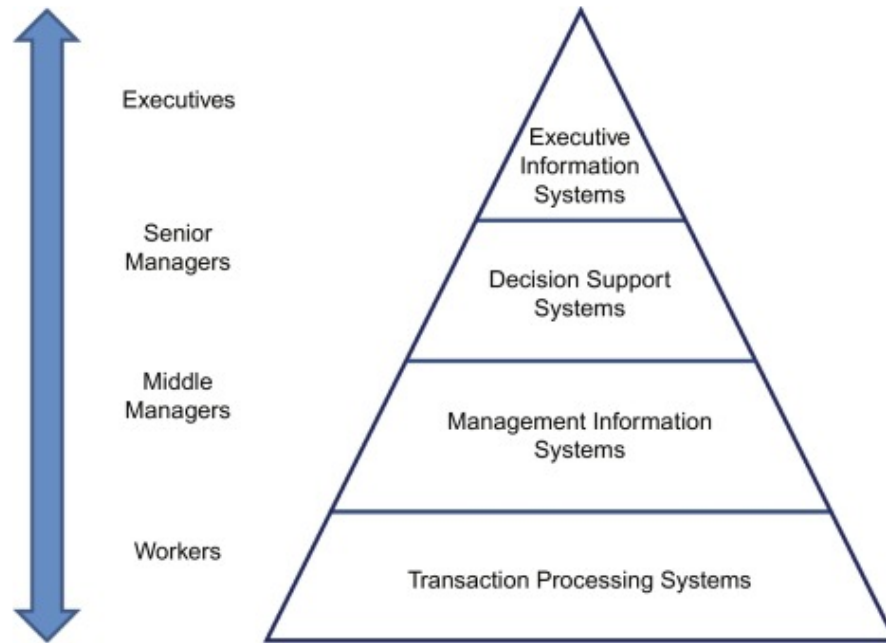 Executives
Executive
Information
Systems
Senior
Managers
Decision Support
Systems
Middle
Managers
Management Information
Systems
Workers
Transaction Processing Systems